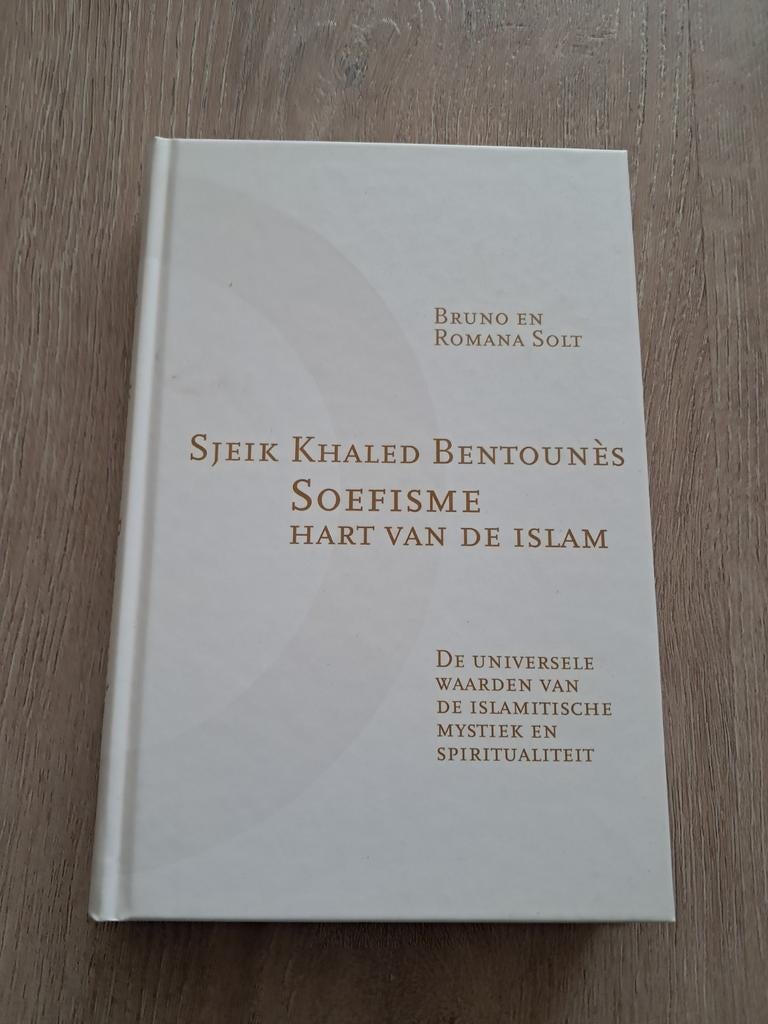 Bruno en
Romana Solt
Sjeik Khaled Bentounès
Soefisme
hart van de islam
De universele
waarden van
de islamitische
mystiek en
spiritualiteit